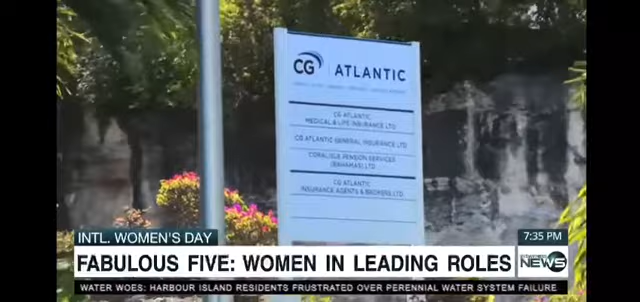 CG ATLANTIC
CG ATLANTIC
MEDICAL & LIFE INSURANCE LTD
CG ATLANTIC GENERAL INSURANCE LTD
CORALISLE PENSION SERVICES
(BAHAMAS) LTD
CG ATLANTIC
INSURANCE AGENTS & BROKERS LTD
INTL. WOMEN'S DAY
7:35 PM
FABULOUS FIVE: WOMEN IN LEADING ROLES
NEWS
WATER WOES: HARBOUR ISLAND RESIDENTS FRUSTRATED OVER PERENNIAL WATER SYSTEM FAILURE